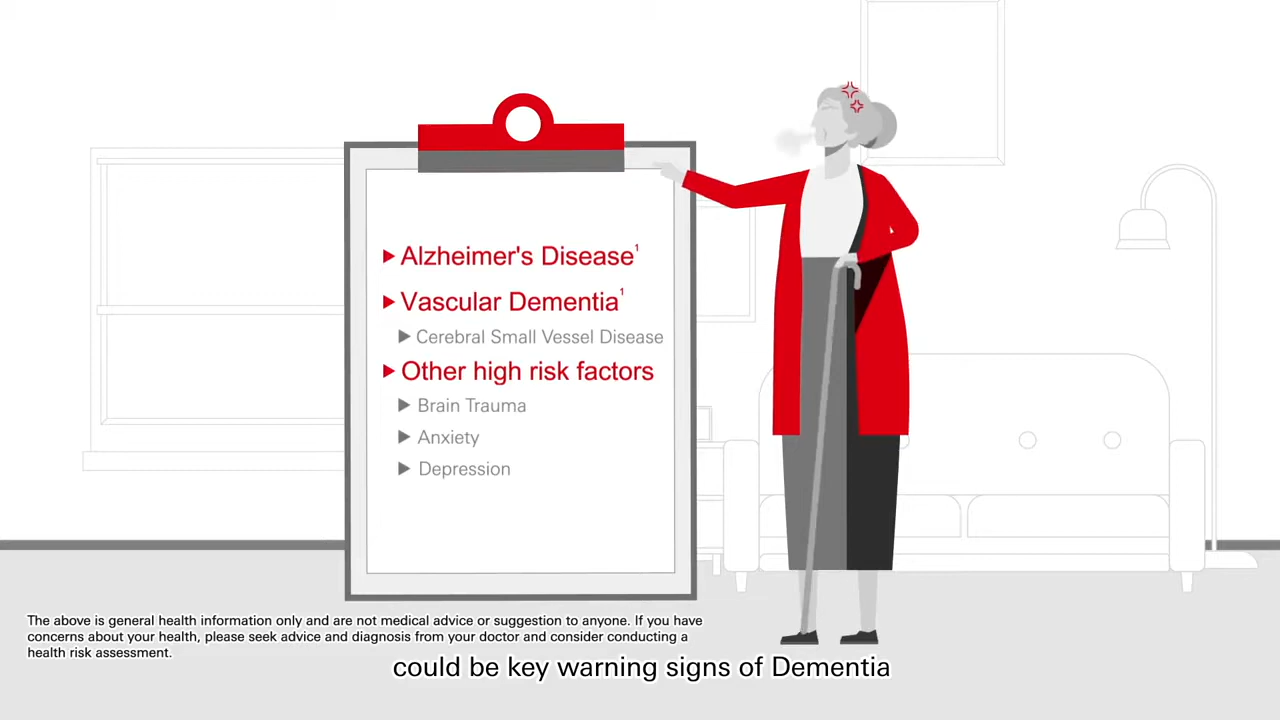 ▶ Alzheimer's Disease¹
▶ Vascular Dementia¹
▶ Cerebral Small Vessel Disease
▶ Other high risk factors
▶ Brain Trauma
▶ Anxiety
▶ Depression
The above is general health information only and are not medical advice or suggestion to anyone. If you have
concerns about your health, please seek advice and diagnosis from your doctor and consider conducting a
health risk assessment.
could be key warning signs of Dementia